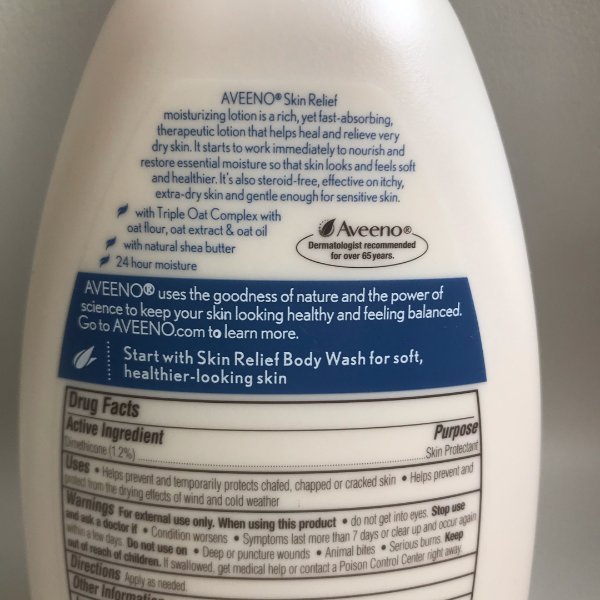 AVEENO® Skin Relief
moisturizing lotion is a rich, yet fast-absorbing,
therapeutic lotion that helps heal and relieve very
dry skin. It starts to work immediately to nourish and
restore essential moisture so that skin looks and feels soft
and healthier. It's also steroid-free, effective on itchy,
extra-dry skin and gentle enough for sensitive skin.
with Triple Oat Complex with
oat flour, oat extract & oat oil
with natural shea butter
24 hour moisture
Aveeno®
Dermatologist recommended
for over 65 years.
AVEENO® uses the goodness of nature and the power of
science to keep your skin looking healthy and feeling balanced.
Go to AVEENO.com to learn more.
Start with Skin Relief Body Wash for soft,
healthier-looking skin
Drug Facts
Active Ingredient Purpose
Dimethicone (1.2%) Skin Protectant
Uses • Helps prevent and temporarily protects chafed, chapped or cracked skin • Helps prevent and
protect from the drying effects of wind and cold weather
Warnings For external use only. When using this product • do not get into eyes. Stop use
and ask a doctor if • Condition worsens • Symptoms last more than 7 days or clear up and occur again
within a few days. Do not use on • Deep or puncture wounds • Animal bites • Serious burns. Keep
out of reach of children. If swallowed, get medical help or contact a Poison Control Center right away.
Directions Apply as needed.
Other Information